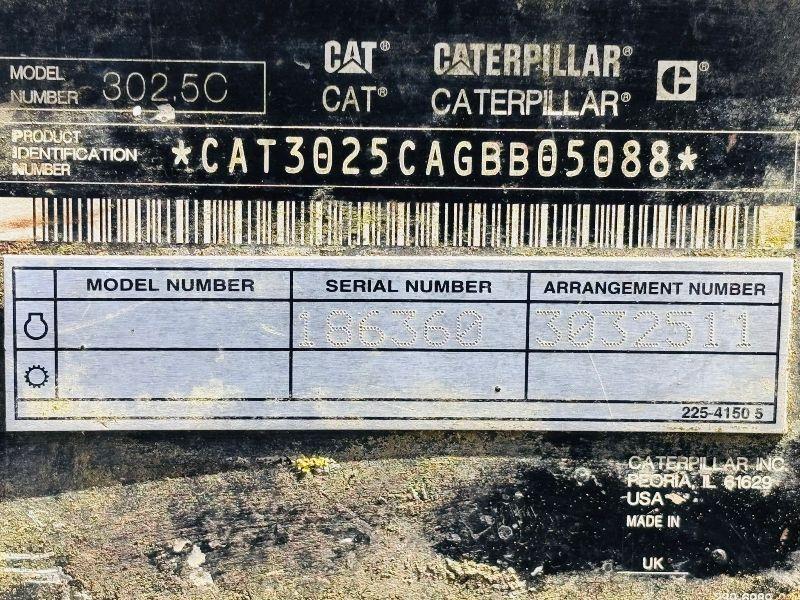 CAT® CATERPILLAR® ®
MODEL NUMBER 302.5C
CAT® CATERPILLAR®
PRODUCT IDENTIFICATION NUMBER *CAT3025CAGBB05088*
MODEL NUMBER SERIAL NUMBER ARRANGEMENT NUMBER
186360 3032511
225-4150 5
CATERPILLAR INC
PEORIA, IL 61629
USA
MADE IN
UK